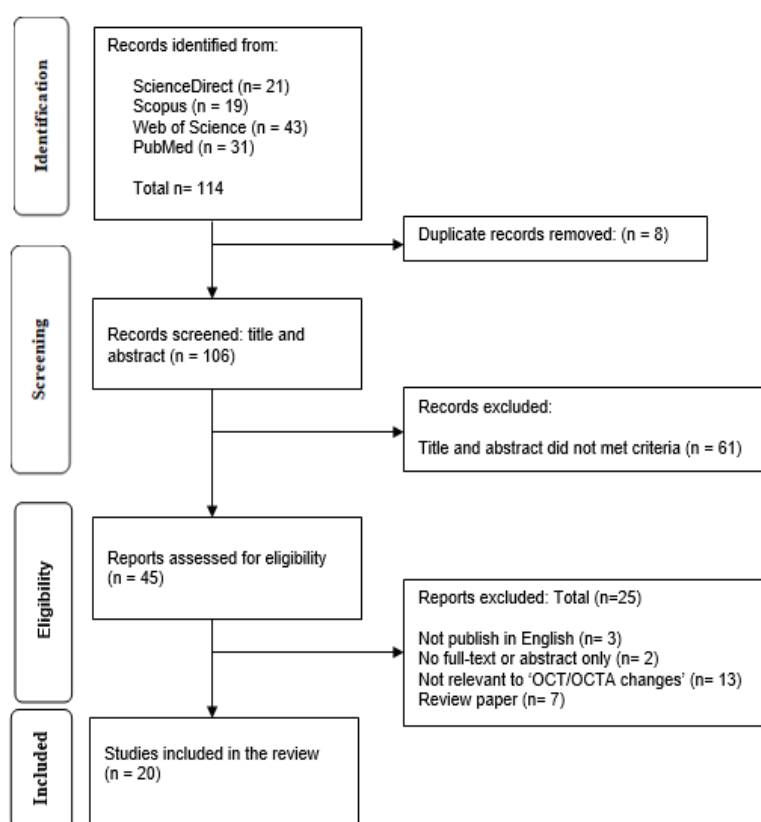 Identification
Records identified from:
ScienceDirect (n= 21)
Scopus (n = 19)
Web of Science (n = 43)
PubMed (n = 31)
Total n= 114
Duplicate records removed: (n = 8)
Screening
Records screened: title and
abstract (n = 106)
Records excluded:
Title and abstract did not met criteria (n = 61)
Eligibility
Reports assessed for eligibility
(n = 45)
Reports excluded: Total (n=25)
Not publish in English (n= 3)
No full-text or abstract only (n= 2)
Not relevant to ‘OCT/OCTA changes’ (n= 13)
Review paper (n= 7)
Included
Studies included in the review
(n = 20)